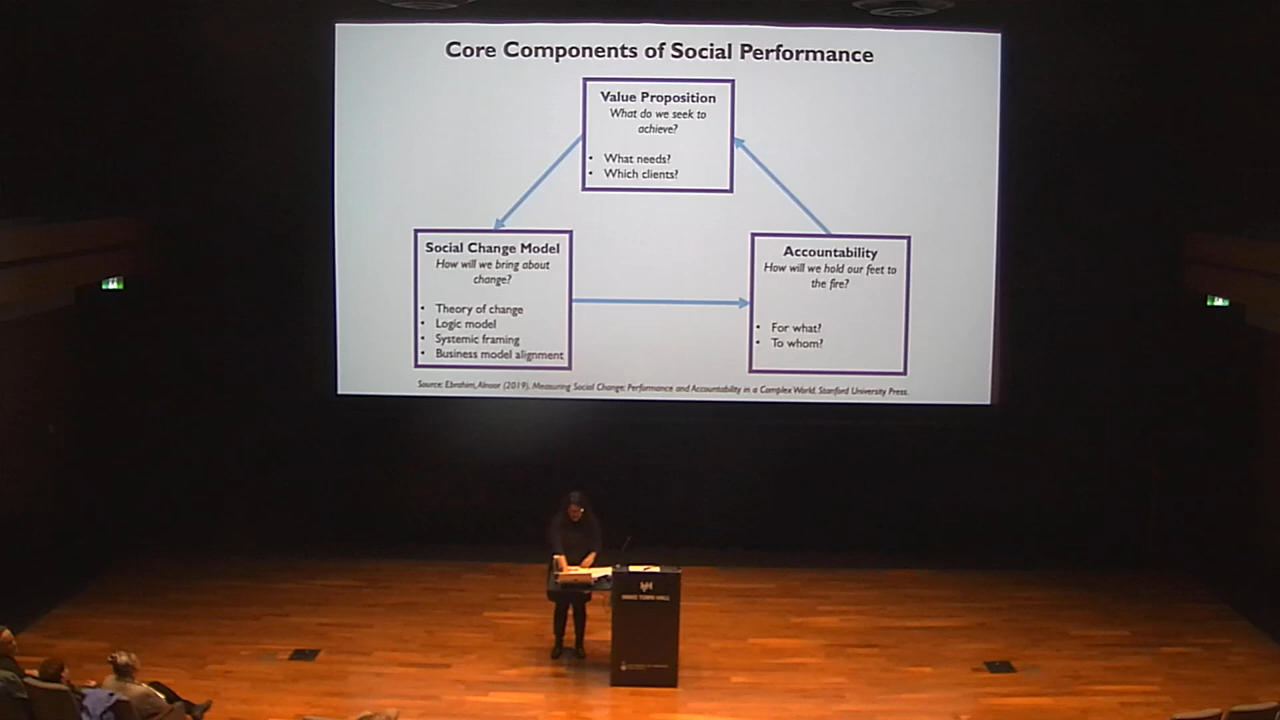 Core Components of Social Performance
Value Proposition
What do we seek to
achieve?
• What needs?
• Which clients?
Social Change Model
How will we bring about
change?
• Theory of change
• Logic model
• Systemic framing
• Business model alignment
Accountability
How will we hold our feet to
the fire?
• For what?
• To whom?
Source: Ebrahim, Alnoor (2019). Measuring Social Change: Performance and Accountability in a Complex World. Stanford University Press.
TOWN HALL